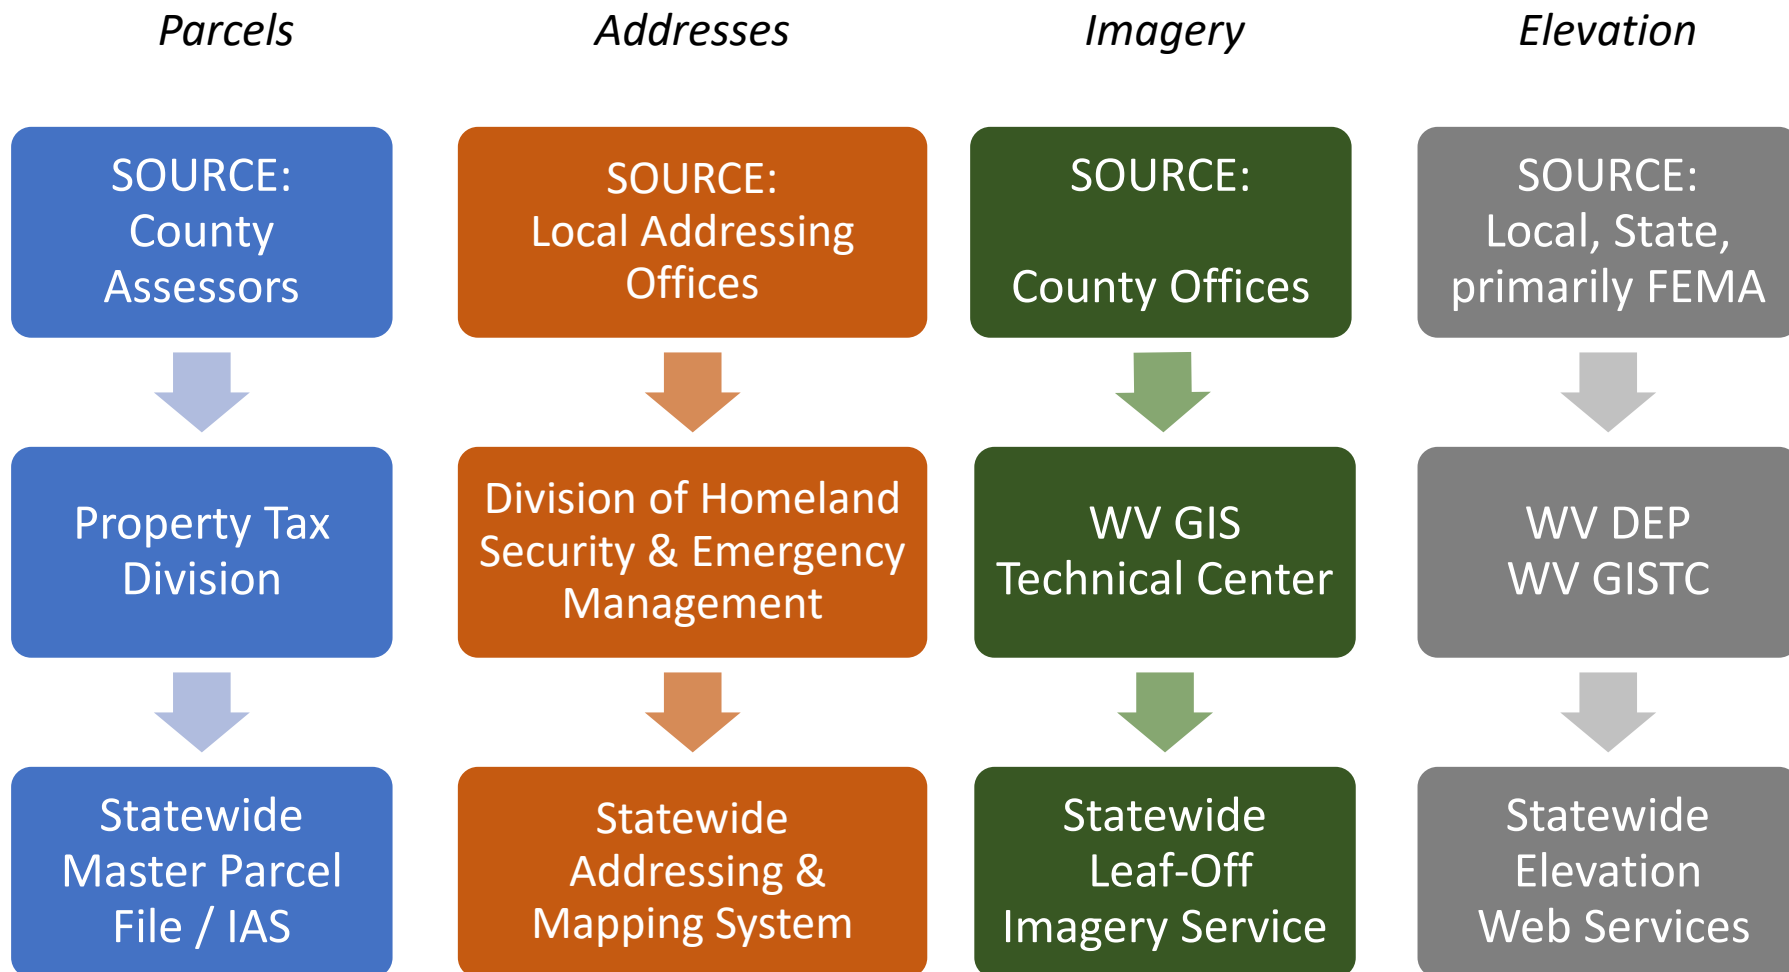 Parcels
Addresses
Imagery
Elevation
SOURCE:
County
Assessors
SOURCE:
Local Addressing
Offices
SOURCE:
County Offices
SOURCE:
Local, State,
primarily FEMA
Property Tax
Division
Division of Homeland
Security & Emergency
Management
WV GIS
Technical Center
WV DEP
WV GISTC
Statewide
Master Parcel
File / IAS
Statewide
Addressing &
Mapping System
Statewide
Leaf-Off
Imagery Service
Statewide
Elevation
Web Services